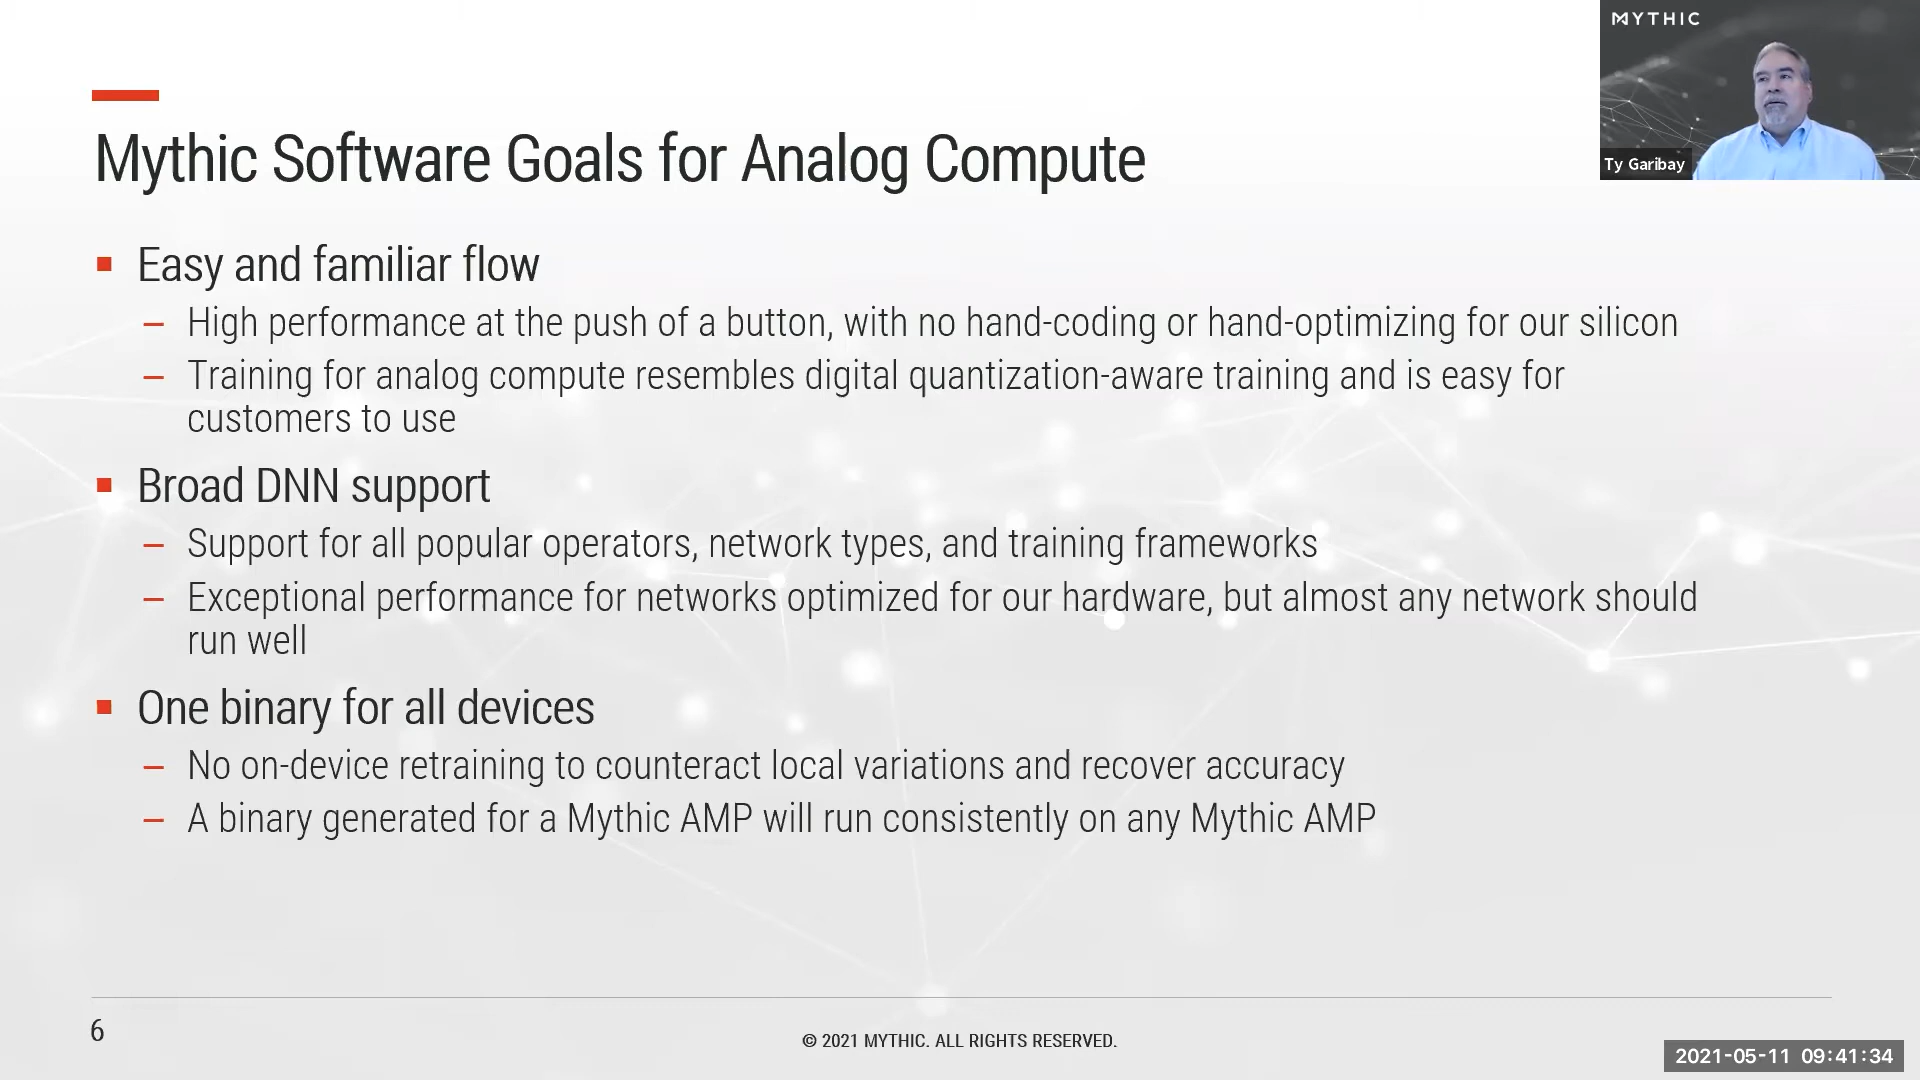 MYTHIC
Ty Garibay
Mythic Software Goals for Analog Compute
▪ Easy and familiar flow
– High performance at the push of a button, with no hand-coding or hand-optimizing for our silicon
– Training for analog compute resembles digital quantization-aware training and is easy for
customers to use
▪ Broad DNN support
– Support for all popular operators, network types, and training frameworks
– Exceptional performance for networks optimized for our hardware, but almost any network should
run well
▪ One binary for all devices
– No on-device retraining to counteract local variations and recover accuracy
– A binary generated for a Mythic AMP will run consistently on any Mythic AMP
6
© 2021 MYTHIC. ALL RIGHTS RESERVED.
2021-05-11 09:41:34